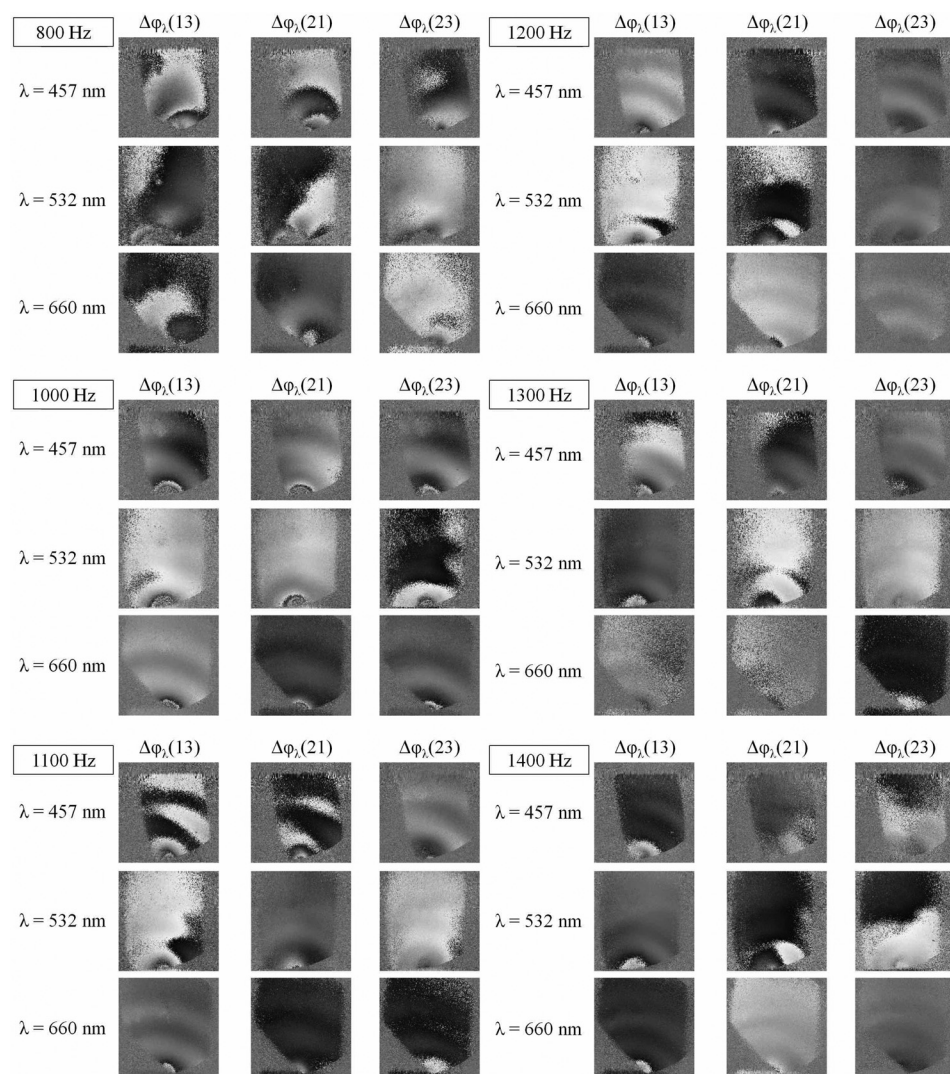 800 Hz Δφλ(13) Δφλ(21) Δφλ(23)
λ = 457 nm
λ = 532 nm
λ = 660 nm
1200 Hz Δφλ(13) Δφλ(21) Δφλ(23)
λ = 457 nm
λ = 532 nm
λ = 660 nm
1000 Hz Δφλ(13) Δφλ(21) Δφλ(23)
λ = 457 nm
λ = 532 nm
λ = 660 nm
1300 Hz Δφλ(13) Δφλ(21) Δφλ(23)
λ = 457 nm
λ = 532 nm
λ = 660 nm
1100 Hz Δφλ(13) Δφλ(21) Δφλ(23)
λ = 457 nm
λ = 532 nm
λ = 660 nm
1400 Hz Δφλ(13) Δφλ(21) Δφλ(23)
λ = 457 nm
λ = 532 nm
λ = 660 nm